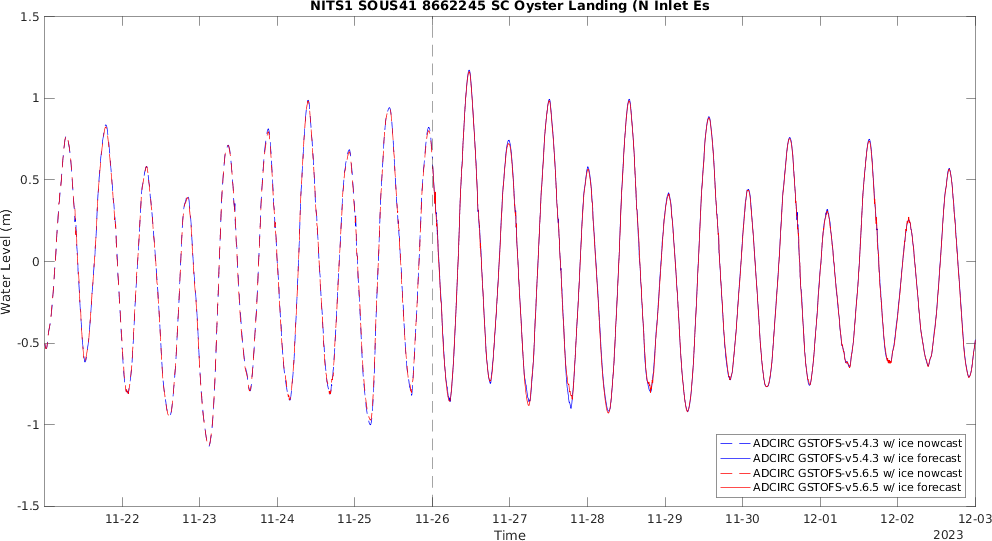 NITS1 SOUS41 8662245 SC Oyster Landing (N Inlet Es
1.5
1
0.5
0
-0.5
-1
-1.5
Water Level (m)
ADCIRC GSTOFS-v5.4.3 w/ ice nowcast
ADCIRC GSTOFS-v5.4.3 w/ ice forecast
ADCIRC GSTOFS-v5.6.5 w/ ice nowcast
ADCIRC GSTOFS-v5.6.5 w/ ice forecast
11-22 11-23 11-24 11-25 11-26 11-27 11-28 11-29 11-30 12-01 12-02 12-03
Time
2023